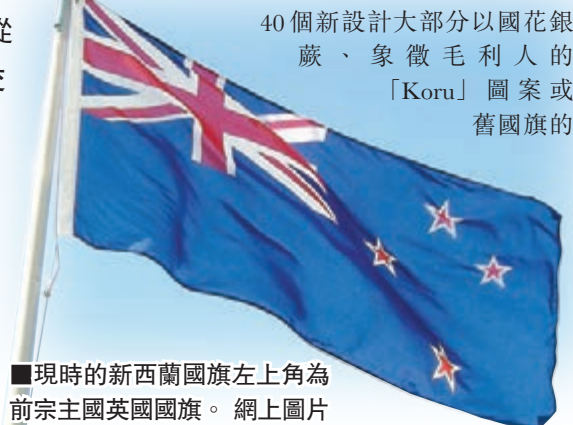 從
40個新設計大部分以國花銀
蕨、象徵毛利人的
「Koru」圖案或
舊國旗的
■現時的新西蘭國旗左上角為
前宗主國英國國旗。 網上圖片